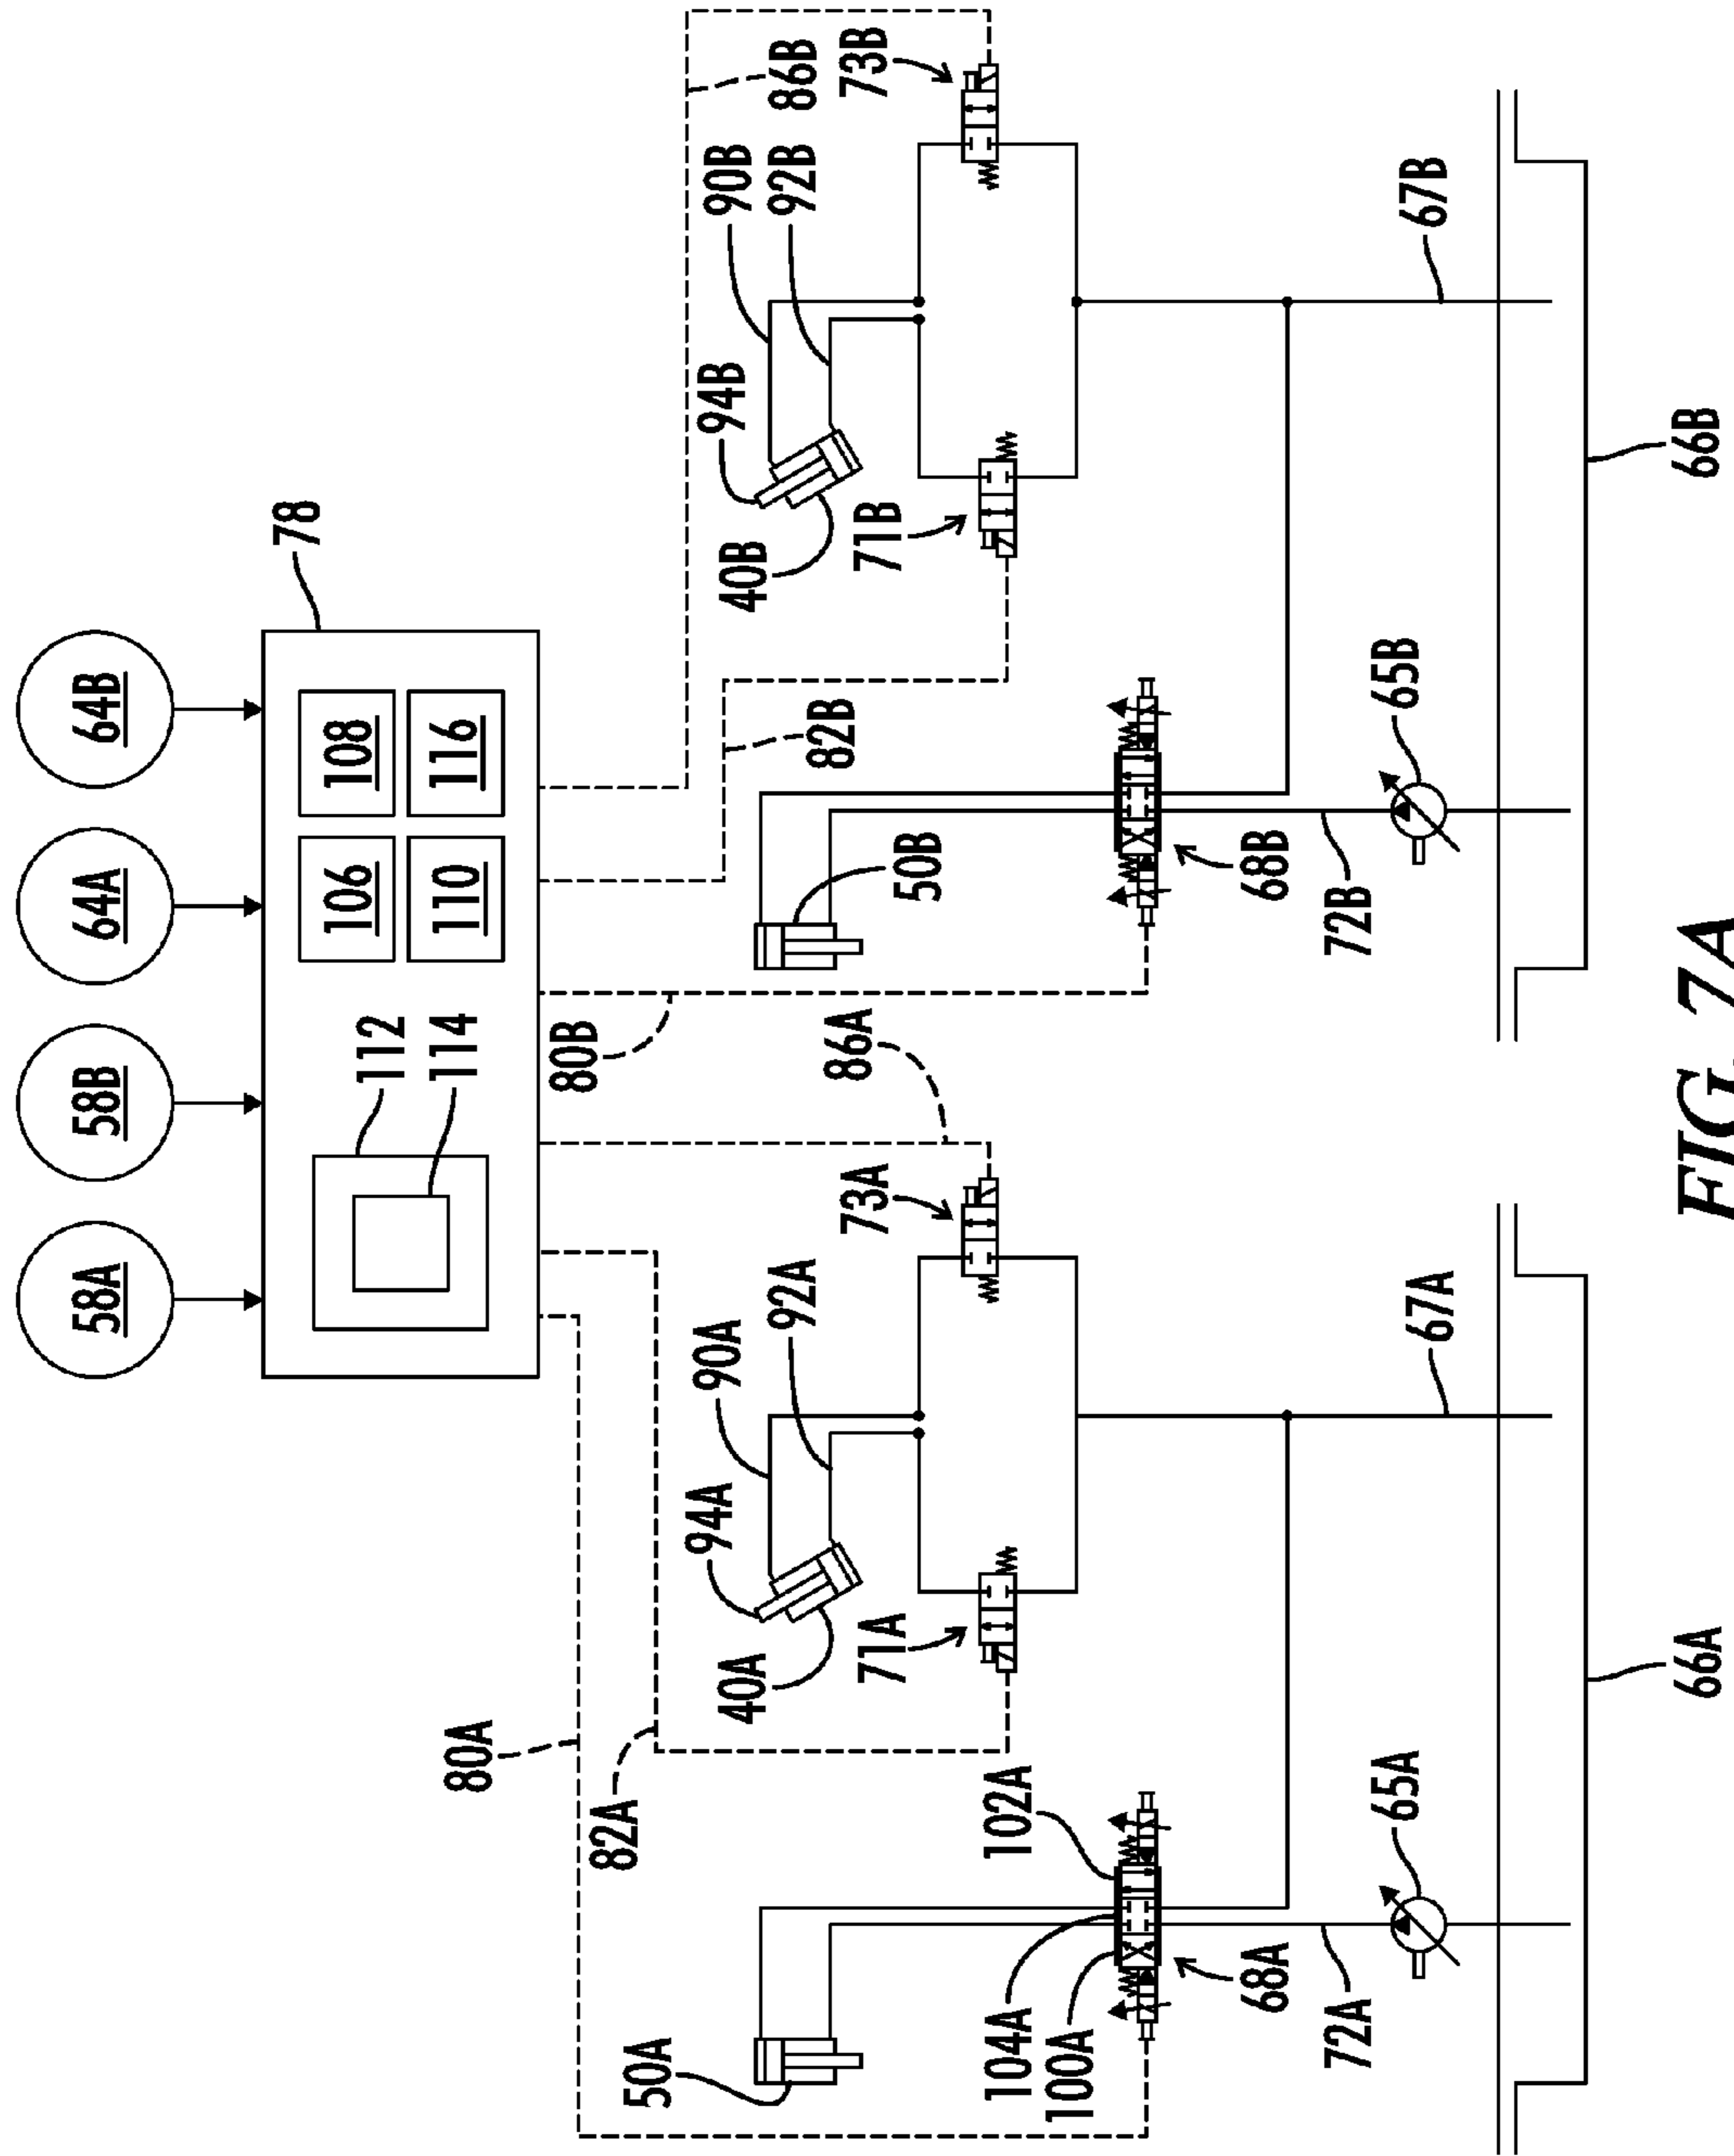 58A
58B
64A
64B
78
112
114
106
108
110
116
80A
82A
80B
86A
82B
86B
50A
94A
90A
92A
40A
71A
73A
104A
100A
102A
68A
72A
65A
67A
66A
50B
94B
90B
92B
40B
71B
73B
68B
72B
65B
67B
66B
FIG. 7A